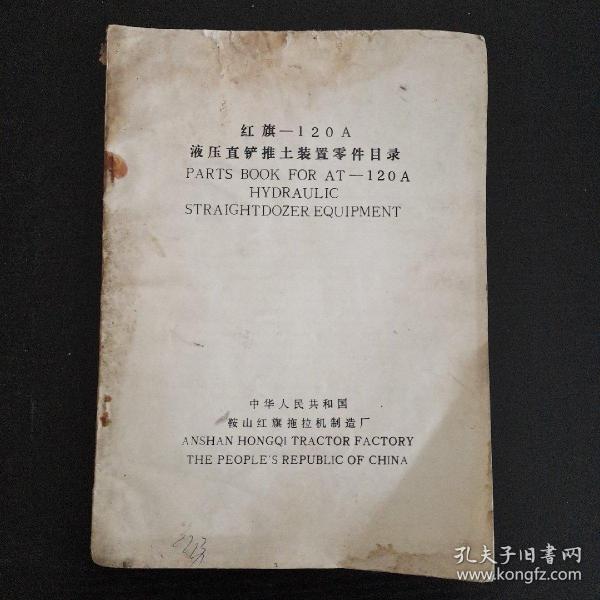 红旗—120A
液压直铲推土装置零件目录
PARTS BOOK FOR AT—120A
HYDRAULIC
STRAIGHTDOZER EQUIPMENT
中华人民共和国
鞍山红旗拖拉机制造厂
ANSHAN HONGQI TRACTOR FACTORY
THE PEOPLE'S REPUBLIC OF CHINA
孔夫子旧书网
www.kongfz.com